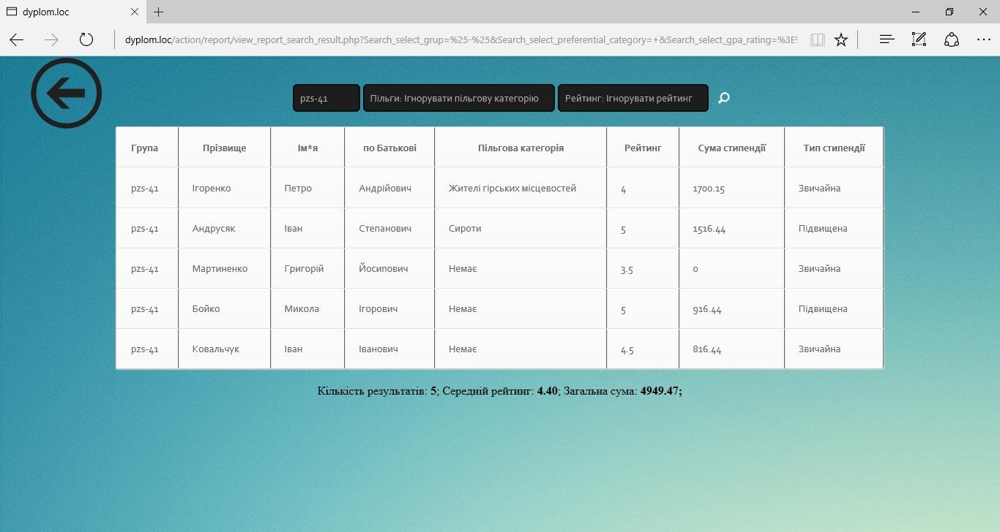 dyplom.loc
dyplom.loc/action/report/view_report_search_result.php?Search_select_grup=%25-%25&Search_select_preferential_category=+&Search_select_gpa_rating=%3E%
pzs-41 Пільги: Ігнорувати пільгову категорію Рейтинг: Ігнорувати рейтинг
Група Прізвище Ім*я по Батькові Пільгова категорія Рейтинг Сума стипендії Тип стипендії
pzs-41 Ігоренко Петро Андрійович Жителі гірських місцевостей 4 1700.15 Звичайна
pzs-41 Андрусяк Іван Степанович Сироти 5 1516.44 Підвищена
pzs-41 Мартиненко Григорій Йосипович Немає 3.5 0 Звичайна
pzs-41 Бойко Микола Ігорович Немає 5 916.44 Підвищена
pzs-41 Ковальчук Іван Іванович Немає 4.5 816.44 Звичайна
Кількість результатів: 5; Середній рейтинг: 4.40; Загальна сума: 4949.47;